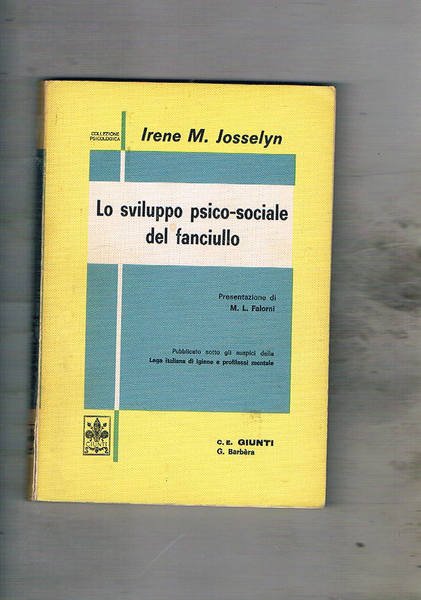 COLLEZIONE
PSICOLOGICA
Irene M. Josselyn
Lo sviluppo psico-sociale
del fanciullo
Presentazione di
M. L. Falorni
Pubblicato sotto gli auspici della
Lega italiana di igiene e profilassi mentale
GIUNTI
C. E. GIUNTI
G. Barbèra